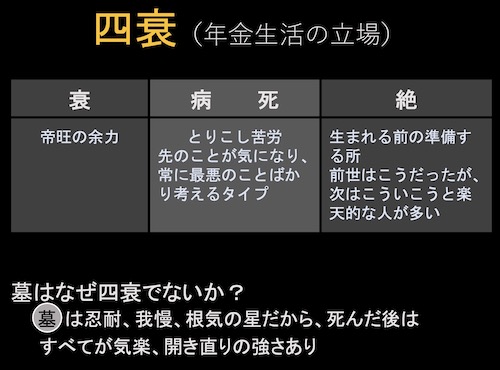 四衰（年金生活の立場）
衰 病 死 絶
帝旺の余力
とりこし苦労
先のことが気になり、
常に最悪のことばか
り考えるタイプ
生まれる前の準備す
る所
前世はこうだったが、
次はこういこうと楽
天的な人が多い
墓はなぜ四衰でないか？
墓は忍耐、我慢、根気の星だから、死んだ後は
すべてが気楽、開き直りの強さあり